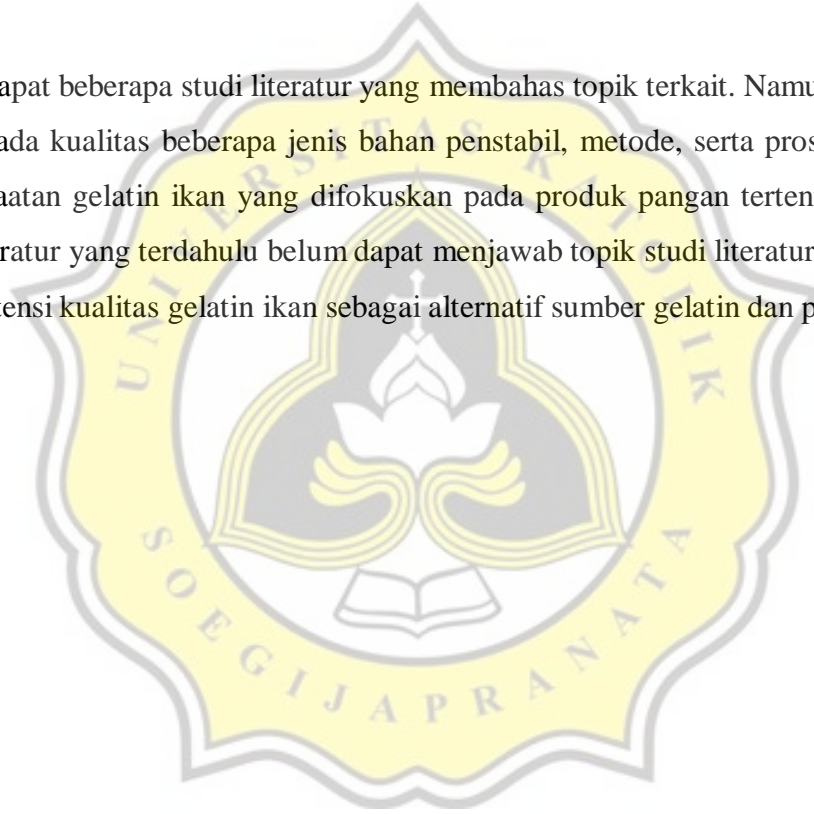 apat beberapa studi literatur yang membahas topik terkait. Namu
ada kualitas beberapa jenis bahan penstabil, metode, serta pros
aatan gelatin ikan yang difokuskan pada produk pangan terten
ratur yang terdahulu belum dapat menjawab topik studi literatur
tensi kualitas gelatin ikan sebagai alternatif sumber gelatin dan p
UNIVERSITAS KATOLIK
SOEGIJAPRANATA